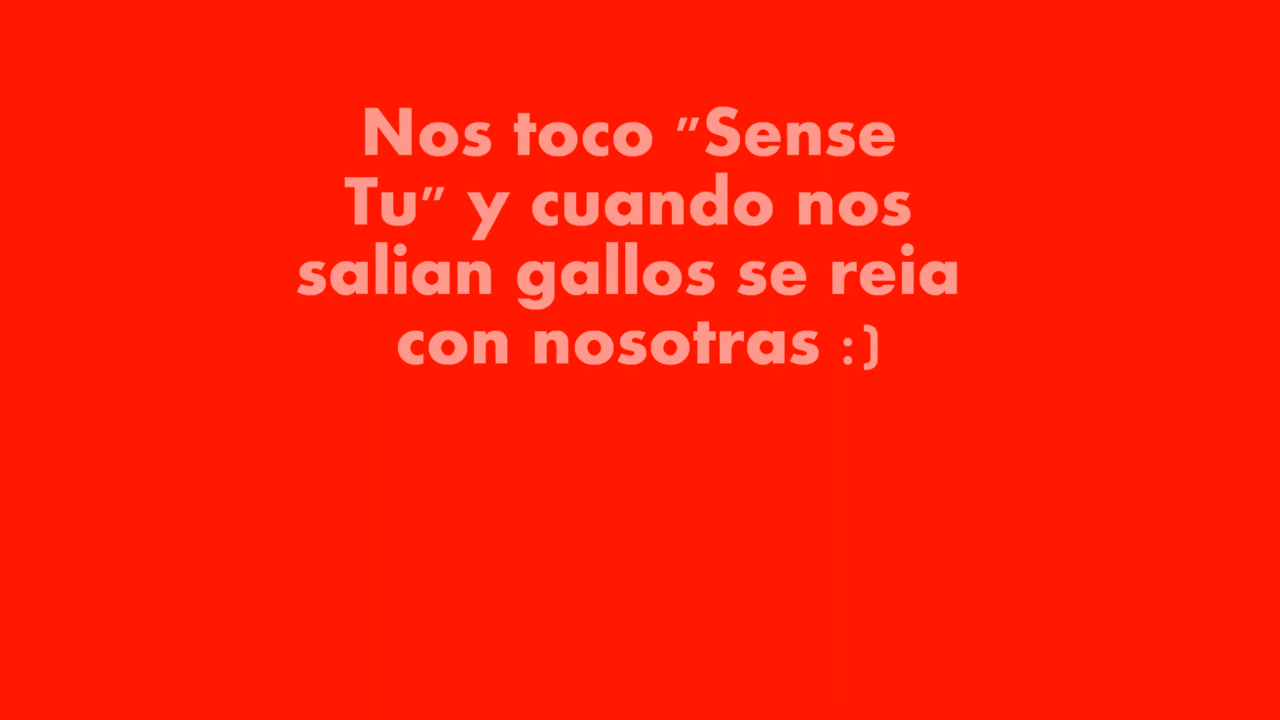 Nos toco "Sense
Tu" y cuando nos
salian gallos se reia
con nosotras :)